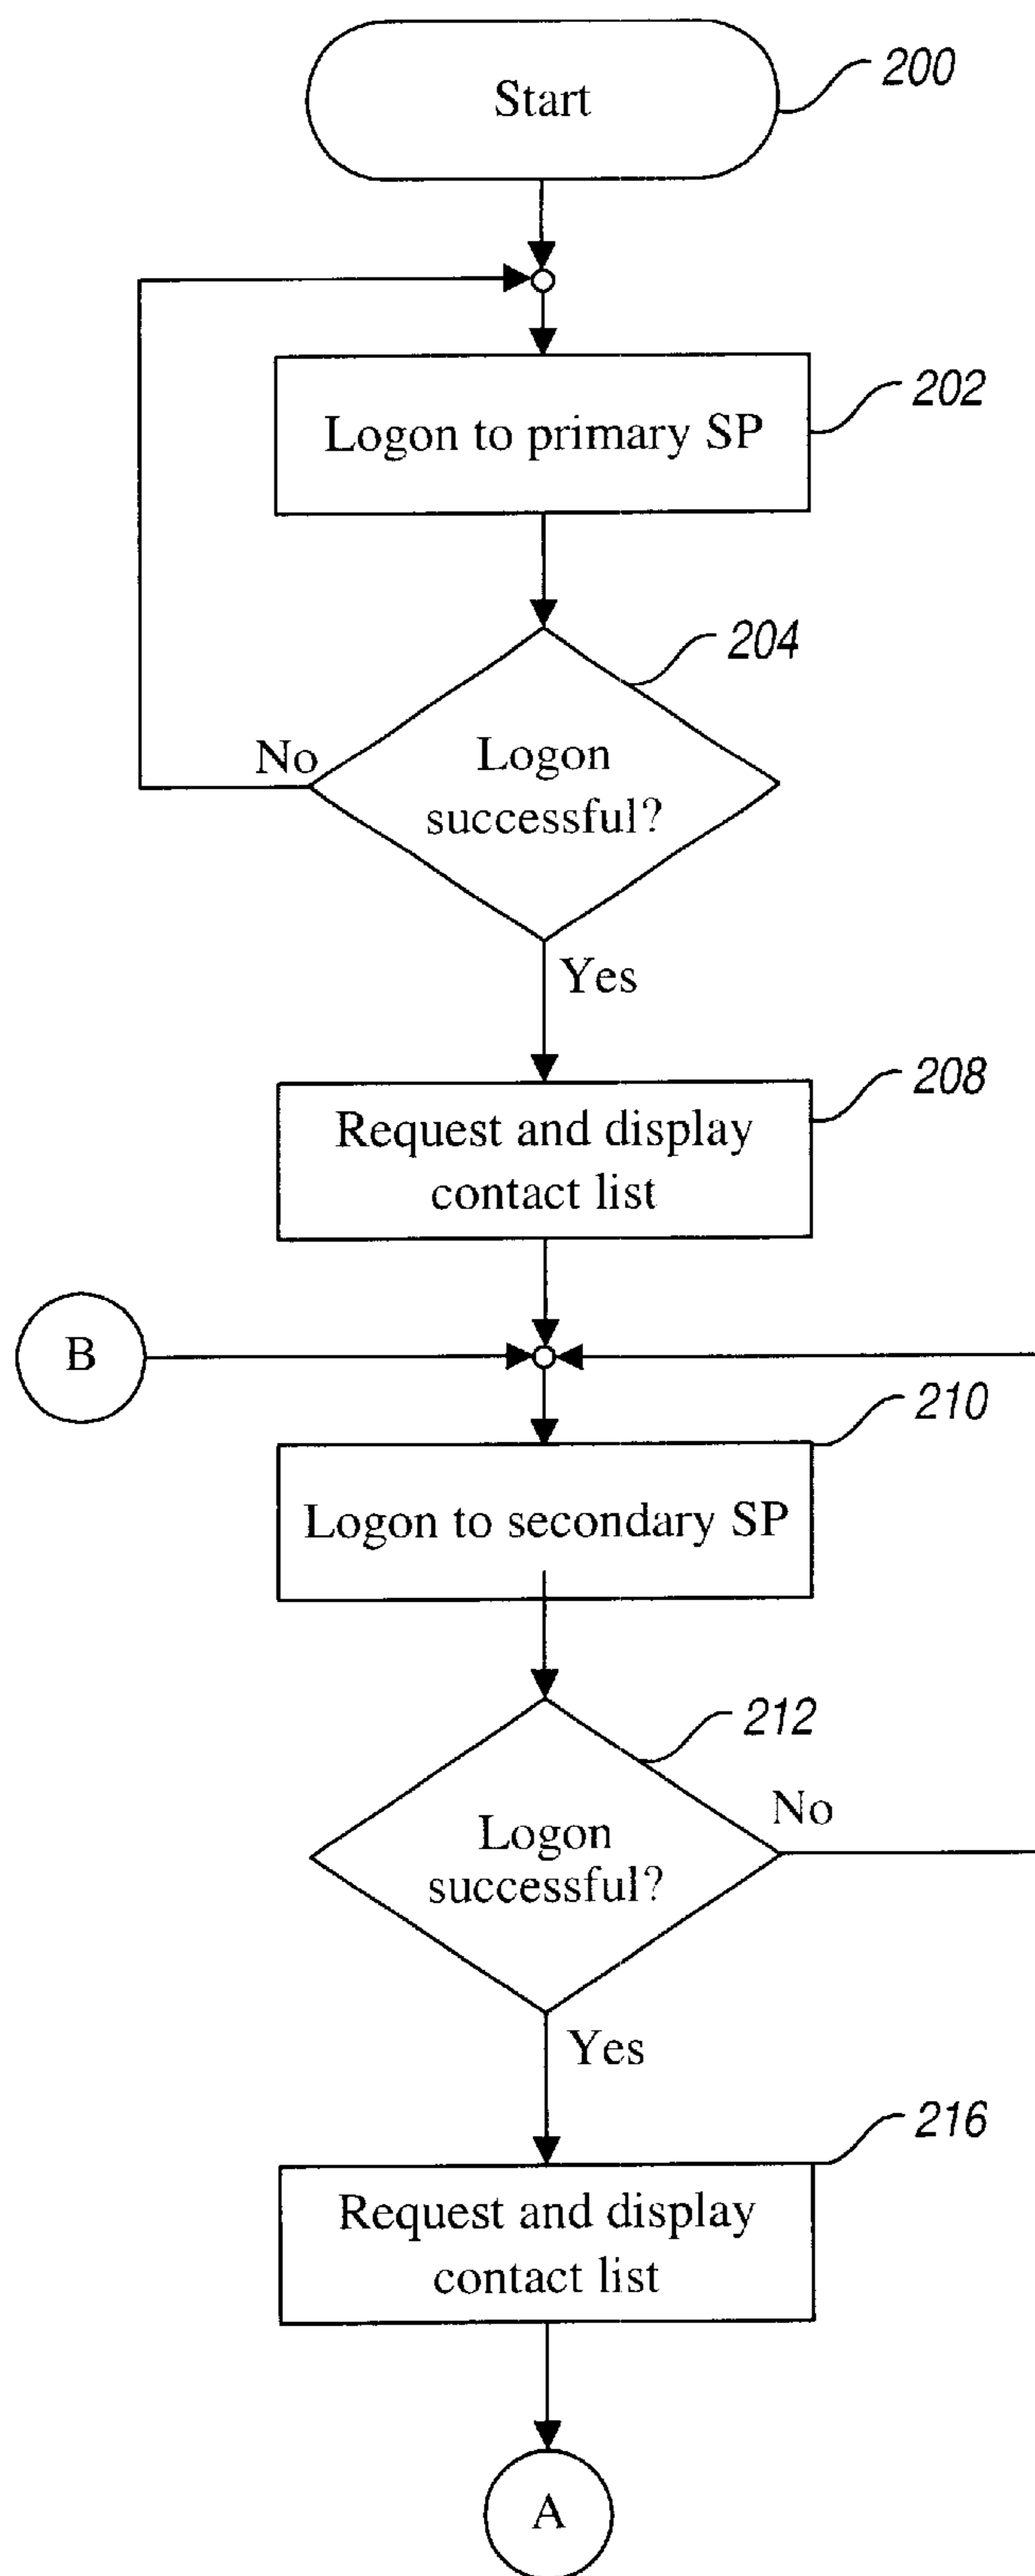 Start
200
Logon to primary SP
202
204
Logon
successful?
No
Yes
208
Request and display
contact list
B
210
Logon to secondary SP
212
Logon
successful?
No
Yes
216
Request and display
contact list
A